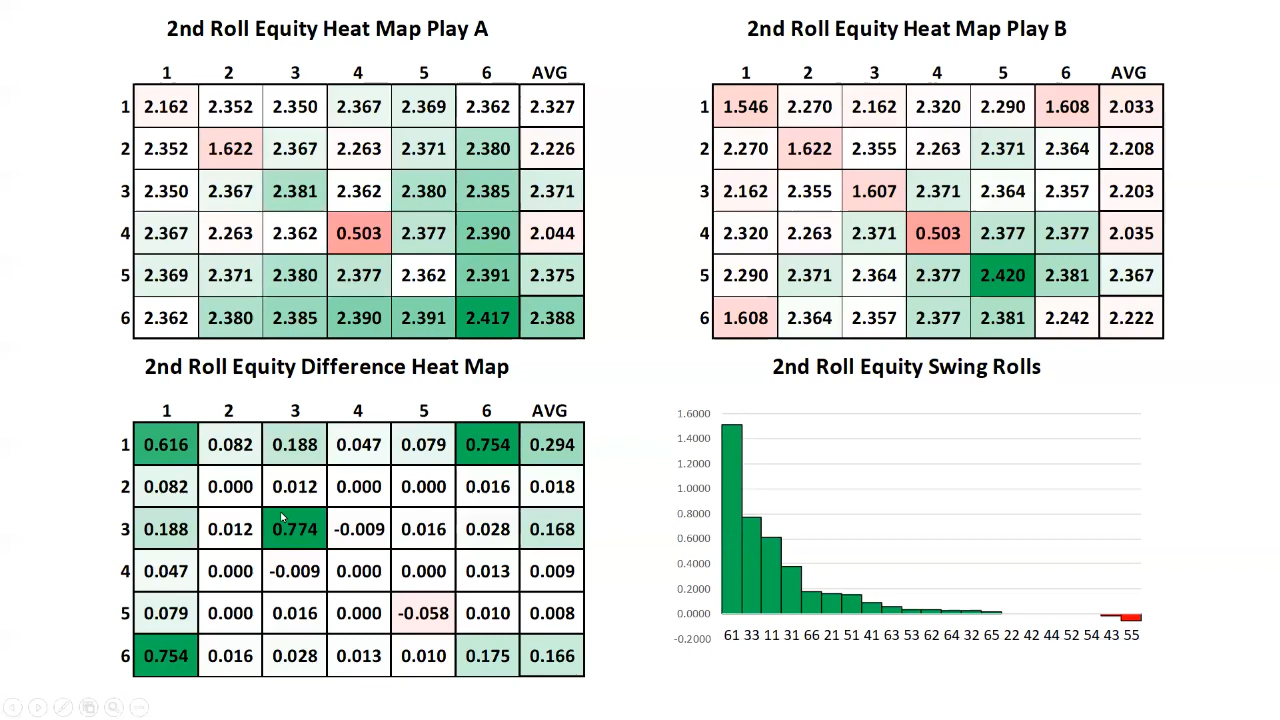 2nd Roll Equity Heat Map Play A
1 2 3 4 5 6 AVG
1 2.162 2.352 2.350 2.367 2.369 2.362 2.327
2 2.352 1.622 2.367 2.263 2.371 2.380 2.226
3 2.350 2.367 2.381 2.362 2.380 2.385 2.371
4 2.367 2.263 2.362 0.503 2.377 2.390 2.044
5 2.369 2.371 2.380 2.377 2.362 2.391 2.375
6 2.362 2.380 2.385 2.390 2.391 2.417 2.388
2nd Roll Equity Heat Map Play B
1 2 3 4 5 6 AVG
1 1.546 2.270 2.162 2.320 2.290 1.608 2.033
2 2.270 1.622 2.355 2.263 2.371 2.364 2.208
3 2.162 2.355 1.607 2.371 2.364 2.357 2.203
4 2.320 2.263 2.371 0.503 2.377 2.377 2.035
5 2.290 2.371 2.364 2.377 2.420 2.381 2.367
6 1.608 2.364 2.357 2.377 2.381 2.242 2.222
2nd Roll Equity Difference Heat Map
1 2 3 4 5 6 AVG
1 0.616 0.082 0.188 0.047 0.079 0.754 0.294
2 0.082 0.000 0.012 0.000 0.000 0.016 0.018
3 0.188 0.012 0.774 -0.009 0.016 0.028 0.168
4 0.047 0.000 -0.009 0.000 0.000 0.013 0.009
5 0.079 0.000 0.016 0.000 -0.058 0.010 0.008
6 0.754 0.016 0.028 0.013 0.010 0.175 0.166
2nd Roll Equity Swing Rolls
1.6000
1.4000
1.2000
1.0000
0.8000
0.6000
0.4000
0.2000
0.0000
-0.2000
61 33 11 31 66 21 51 41 63 53 62 64 32 65 22 42 44 52 54 43 55